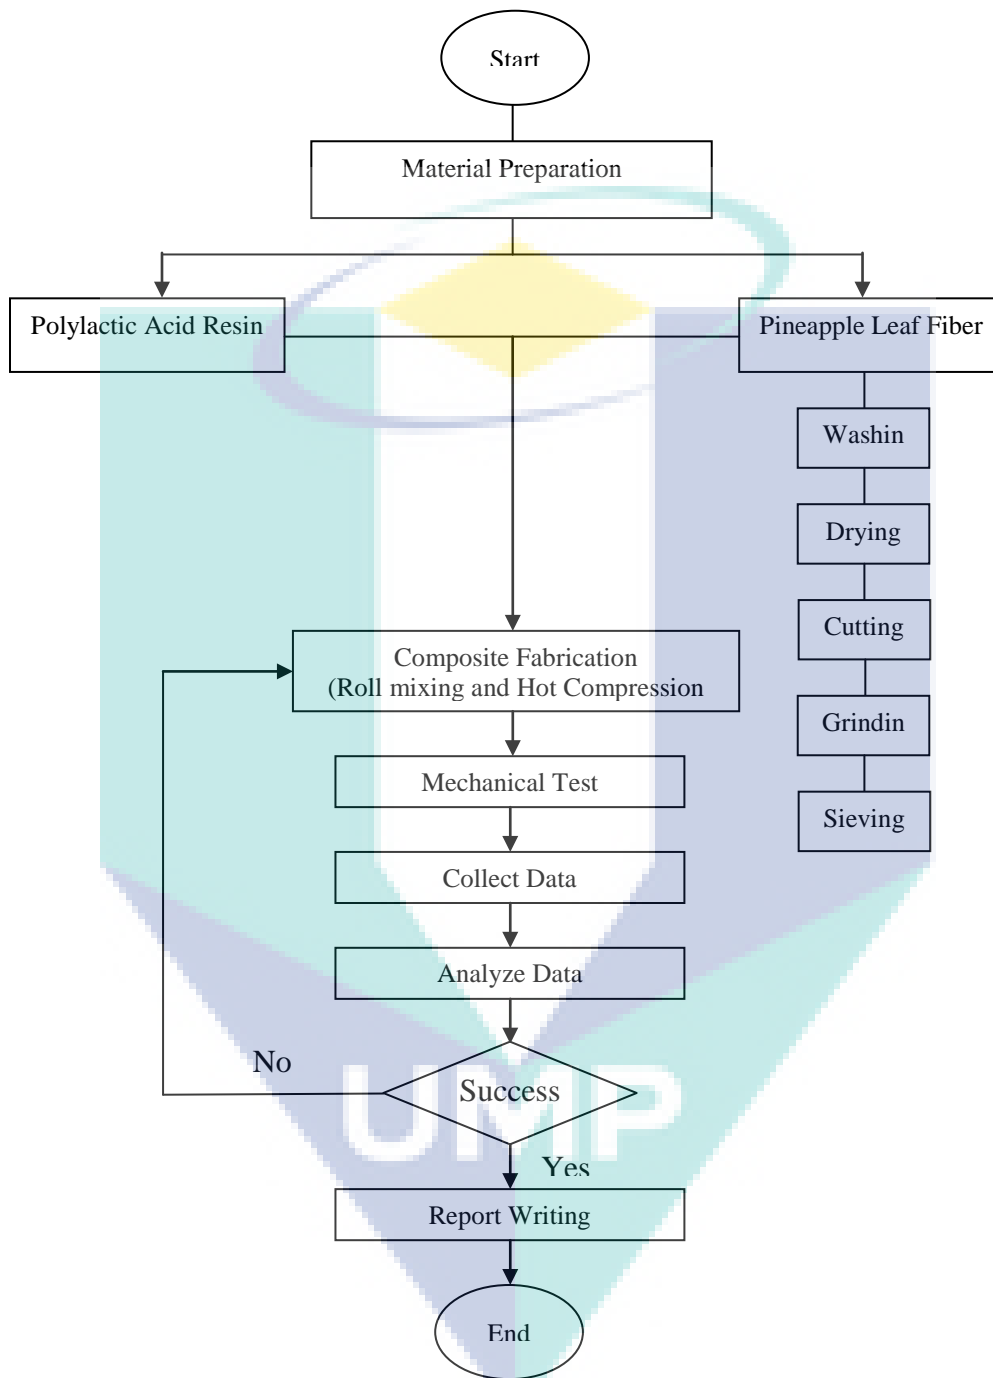 Start
Material Preparation
Polylactic Acid Resin
Pineapple Leaf Fiber
Washin
Drying
Cutting
Grindin
Sieving
Composite Fabrication
(Roll mixing and Hot Compression
Mechanical Test
Collect Data
Analyze Data
Success
No
Yes
Report Writing
End
UMP